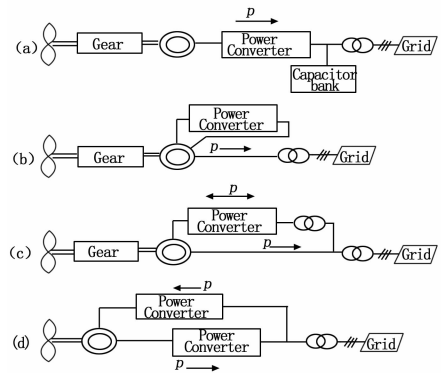 p
(a) Gear Power Converter Grid
Capacitor bank
Power Converter
(b) Gear p Grid
p
Power Converter
(c) Gear p Grid
p
Power Converter
(d) Power Converter Grid
p